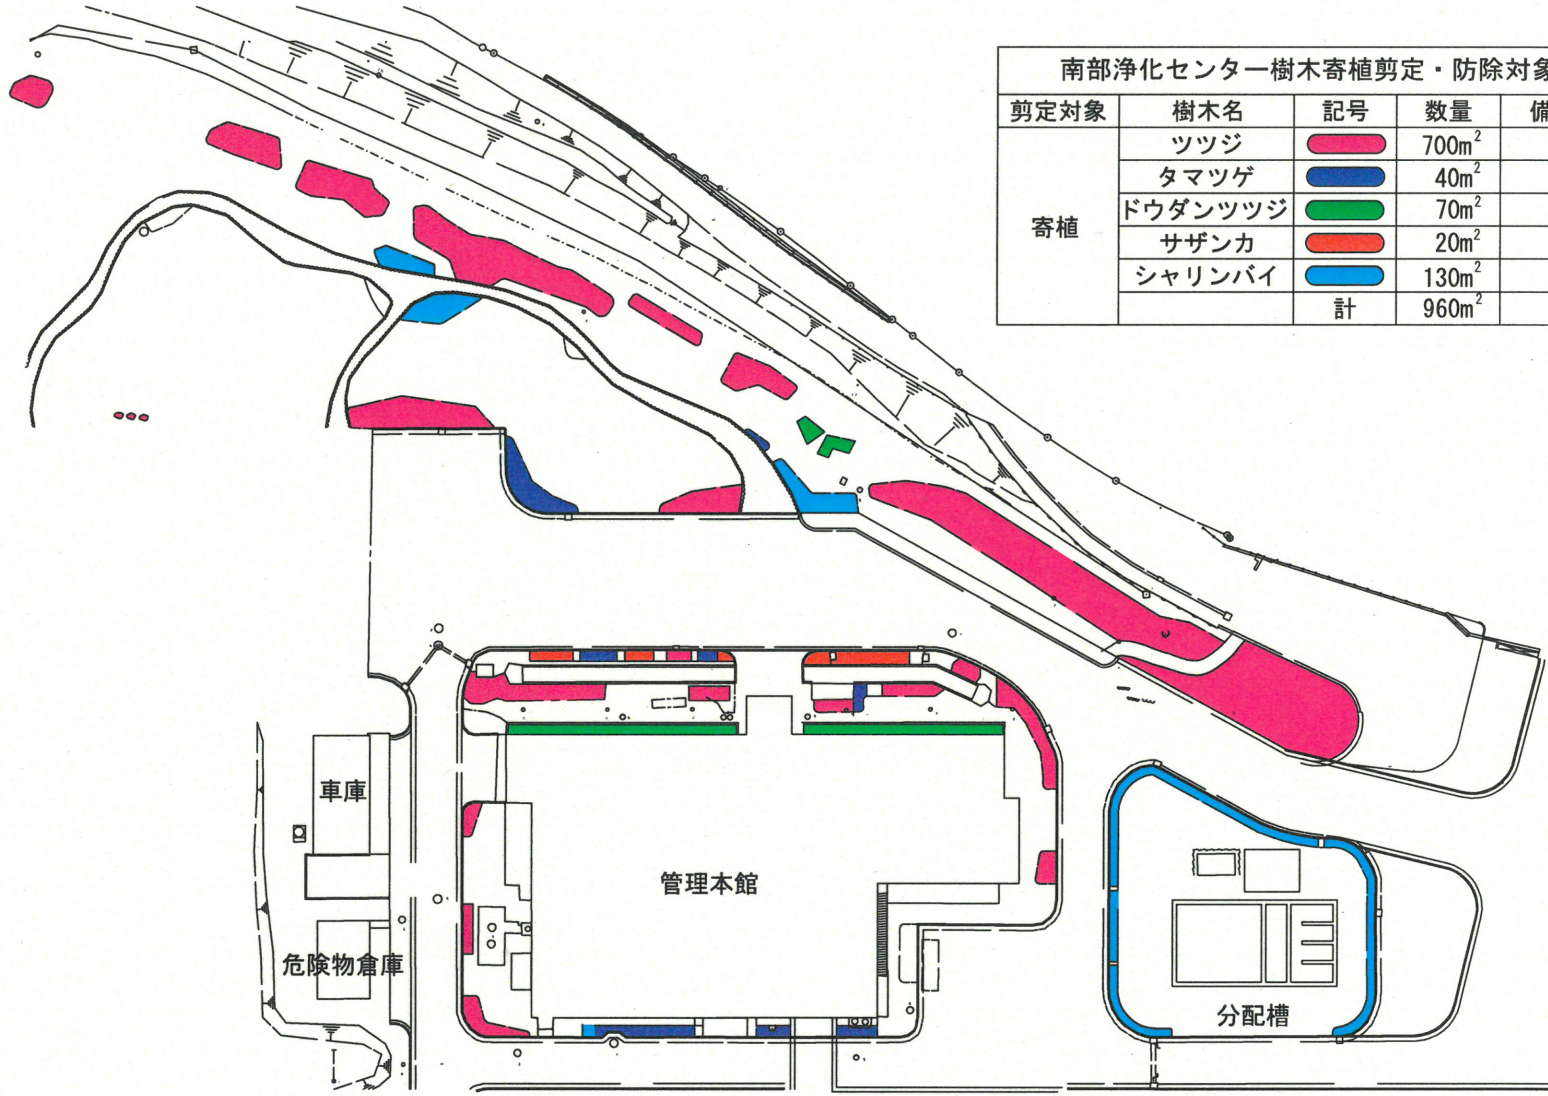 南部浄化センター樹木寄植剪定・防除対象
剪定対象 樹木名 記号 数量 備
寄植
ツツジ 700m²
タマツゲ 40m²
ドウダンツツジ 70m²
サザンカ 20m²
シャリンバイ 130m²
計 960m²
車庫
管理本館
危険物倉庫
分配槽